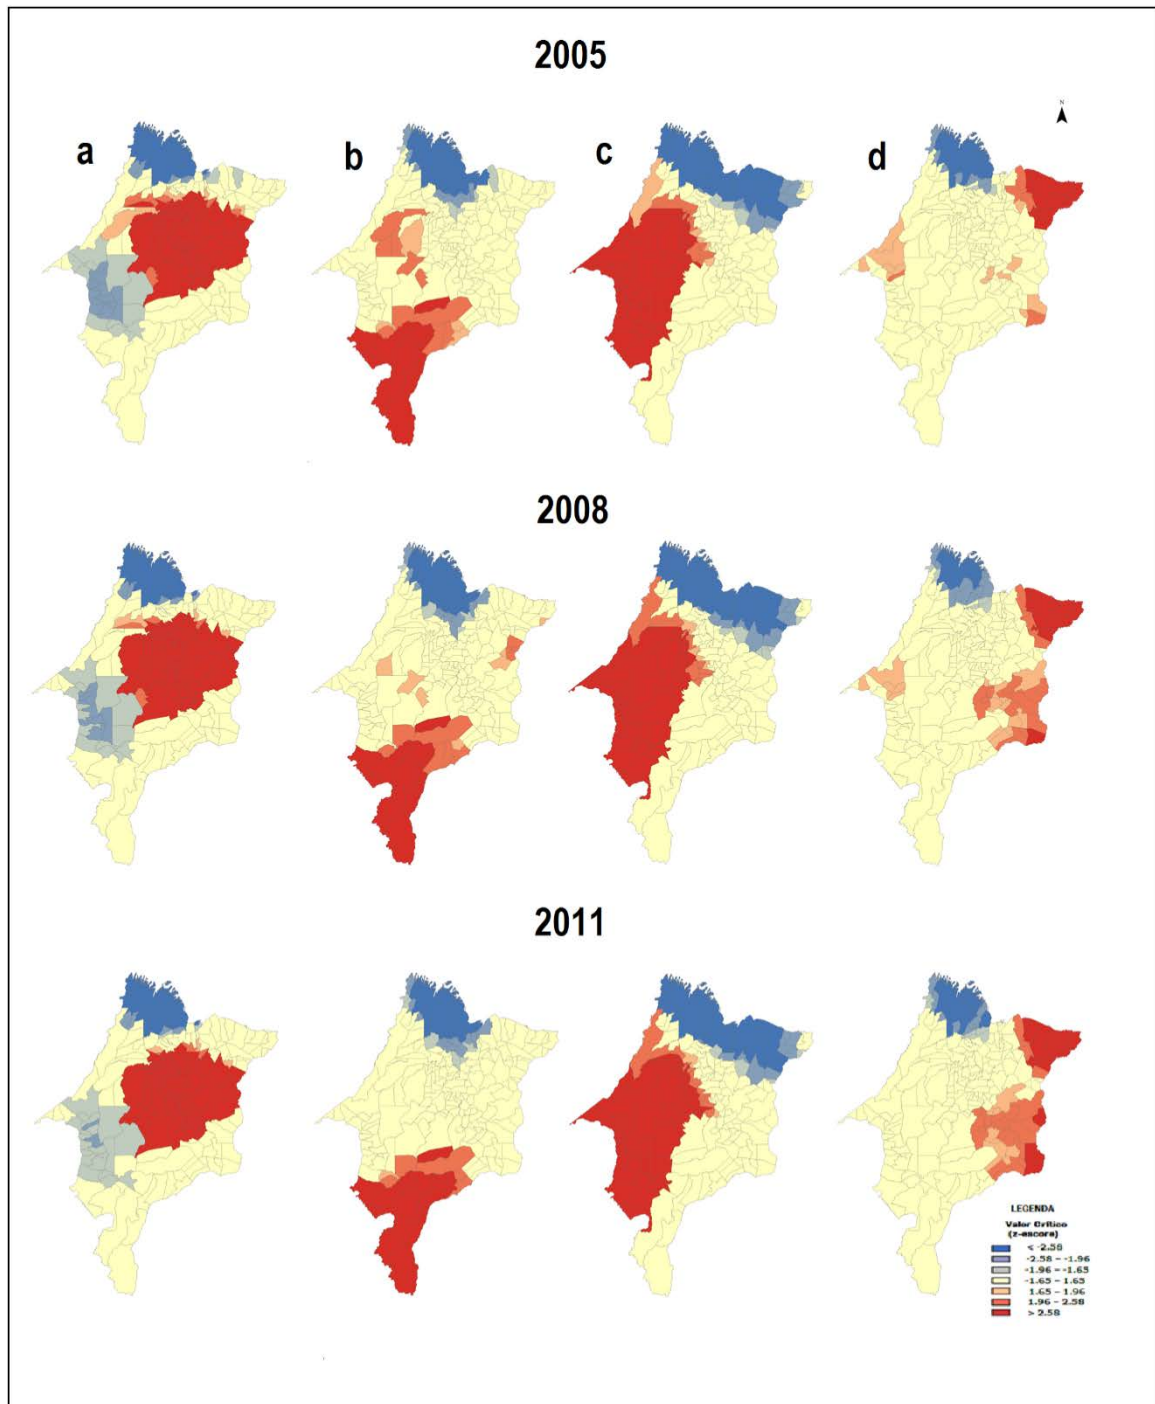 2005
N
a b c d
2008
2011
LEGENDA
Valor Crítico
(z-escore)
< -2.58
-2.58 – -1.96
-1.96 – -1.65
-1.65 – 1.65
1.65 – 1.96
1.96 – 2.58
> 2.58